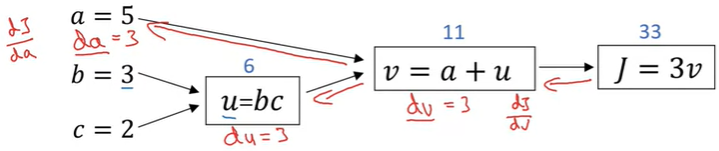 dJ/da
a = 5
da = 3
b = 3
c = 2
6
u=bc
du = 3
11
v = a + u
dv = 3
dJ/dv
33
J = 3v